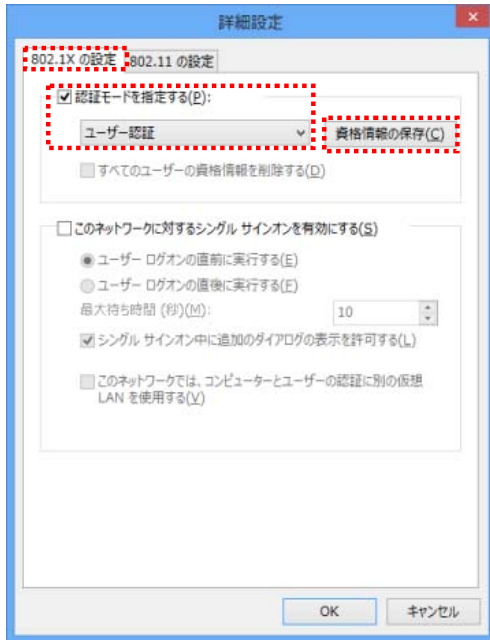 詳細設定
802.1X の設定 802.11 の設定
認証モードを指定する(P):
ユーザー認証 資格情報の保存(C)
すべてのユーザーの資格情報を削除する(D)
このネットワークに対するシングル サインオンを有効にする(S)
ユーザー ログオンの直前に実行する(E)
ユーザー ログオンの直後に実行する(F)
最大待ち時間 (秒)(M): 10
シングル サインオン中に追加のダイアログの表示を許可する(L)
このネットワークでは、コンピューターとユーザーの認証に別の仮想
LAN を使用する(V)
OK キャンセル